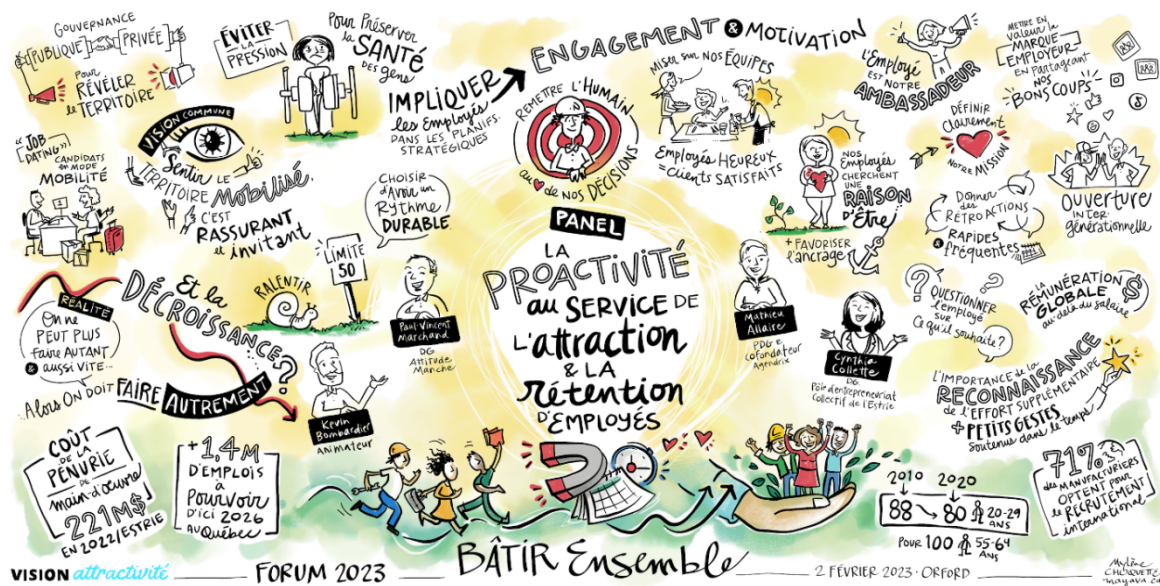 GOUVERNANCE
PUBLIQUE PRIVÉE
Pour
RÉVÉLER
le TERRITOIRE
ÉVITER
LA
PRESSION
Pour Préserver
la SANTÉ
DES gens
IMPLIQUER
les Employés
DANS LES PLANIFS.
STRATÉGIQUES
ENGAGEMENT & MOTIVATION
REMETTRE L'HUMAIN
au ♥ de NOS DÉCISIONS
Miser sur NOS ÉQUIPES
Employés HEUREUX
= Clients SATISFAITS
l'Employé
EST NOTRE
AMBASSADEUR
METTRE EN
valeur la
MARQUE
EMPLOYEUR
en Partageant
NOS
BONS COUPS
VISION COMMUNE
Sentir LE
TERRITOIRE Mobilisé,
C'EST
RASSURANT
et invitant
"JOB
DATING"
CANDIDATS
en MODE
MOBILITÉ
CHOISIR
d'Avoir un
Rythme
DURABLE.
NOS
Employés
CHERCHENT
UNE
RAISON
D'Être
+ FAVORISER
l'ancrage
DÉFINIR
Clairement
NOTRE MISSION
Donner
des
RÉTROACTIONS
RAPIDES
& fréquentes
OUVERTURE
INTER-
générationnelle
PANEL
LA
PROACTIVITÉ
au SERVICE DE
L'attraction
& LA
rétention
D'EMPLOYÉS
Et la
DÉCROISSANCE?
RALENTIR
LIMITE
50
RÉALITÉ
On ne
PEUT PLUS
Faire AUTANT
& aussi VITE...
...Alors On DOIT FAIRE AUTREMENT
Paul-Vincent
Marchand
DG
Attitude
Manche
Kevin
Bombardier
Animateur
Mathieu
Allaire
PDG &
cofondateur
Agendrix
Cynthia
Collette
DG
Pôle d'entrepreneuriat
Collectif de l'Estrie
QUESTIONNER
l'employé
sur
Ce qu'il souhaite?
LA
RÉMUNÉRATION
GLOBALE
au-delà du salaire
$
L'IMPORTANCE de la
RECONNAISSANCE
de l'EFFORT SUPPLÉMENTAIRE
+ PETITS GESTES
soutenus dans le temps!
COÛT
DE LA
PÉNURIE
DE
main-d'œuvre
221M$
EN 2022/ESTRIE
+1,4M
D'EMPLOIS
à
Pourvoir
D'ici 2026
AU Québec
2010 2020
88 → 80 20-29
ANS
POUR 100 55-64
ANS
71%
des MANUFACTURIERS
OPTENT pour
le RECRUTEMENT
international
BÂTIR Ensemble
VISION attractivité FORUM 2023 2 FÉVRIER 2023 · ORFORD
Mylène
CHOQUETTE